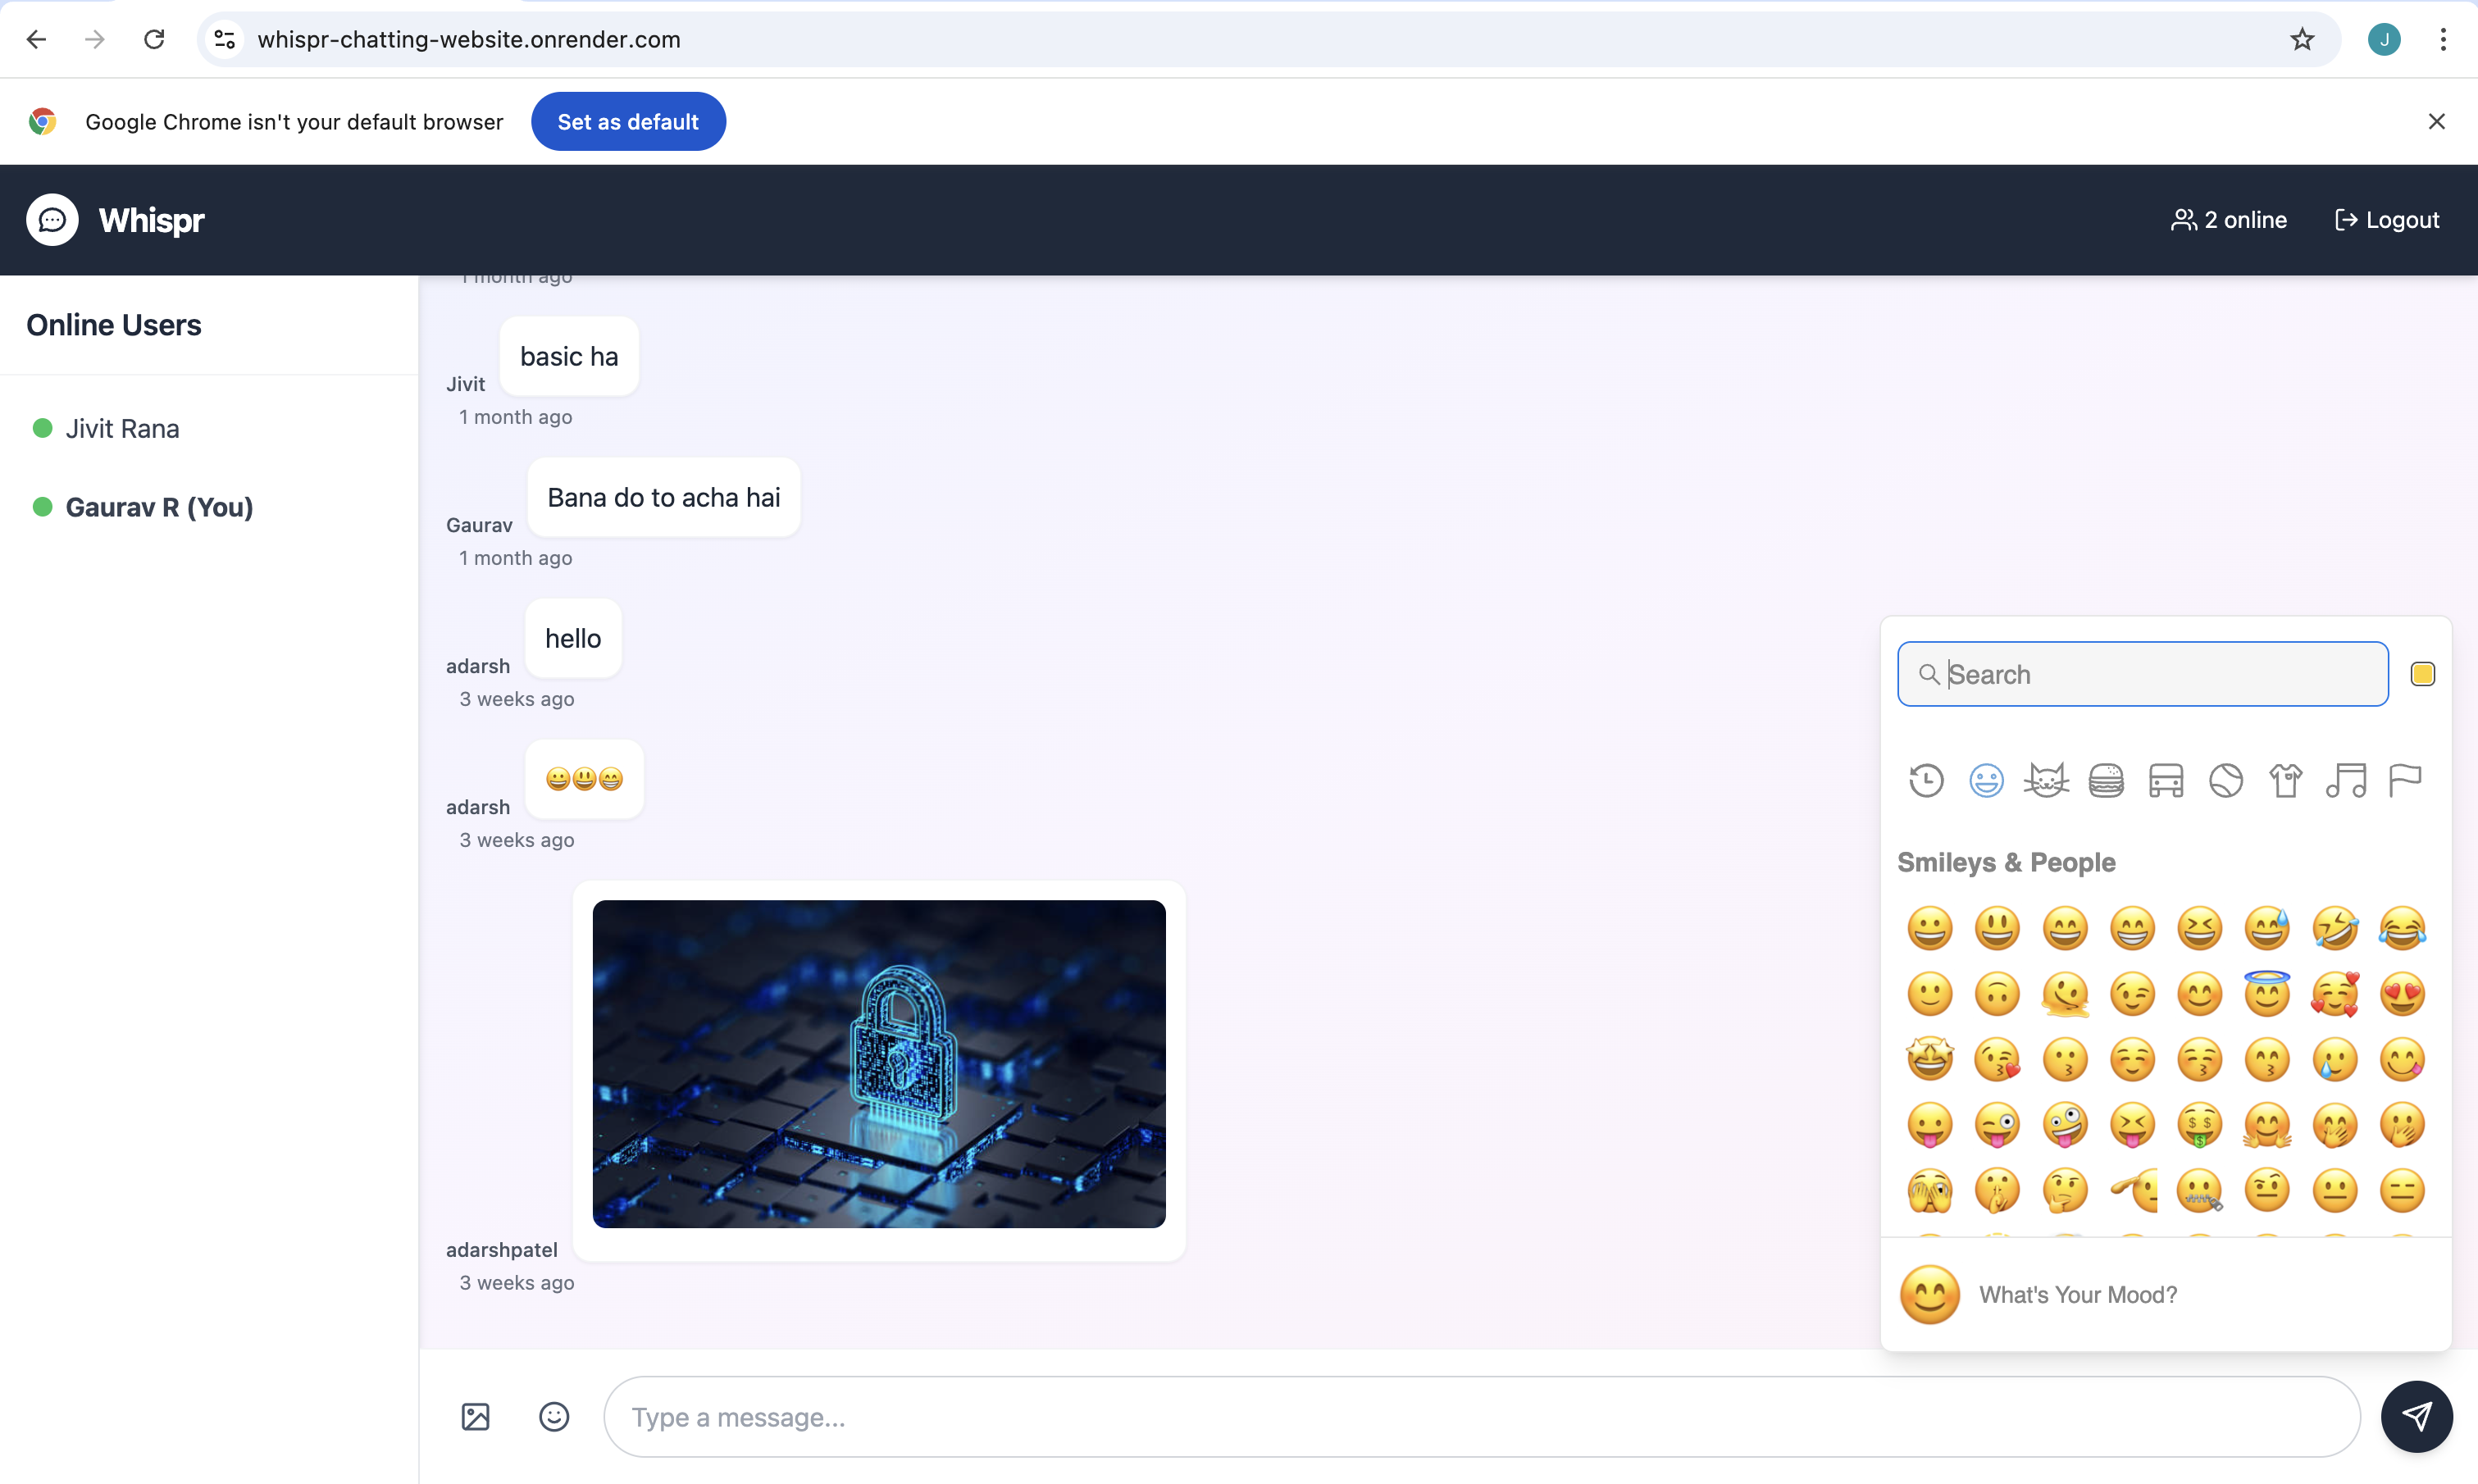 whispr-chatting-website.onrender.com
J
Google Chrome isn't your default browser
Set as default
Whispr
2 online
Logout
Online Users
Jivit Rana
Gaurav R (You)
1 month ago
basic ha
Jivit
1 month ago
Bana do to acha hai
Gaurav
1 month ago
hello
adarsh
3 weeks ago
😀😃😁
adarsh
3 weeks ago
adarshpatel
3 weeks ago
Search
Smileys & People
What's Your Mood?
Type a message...